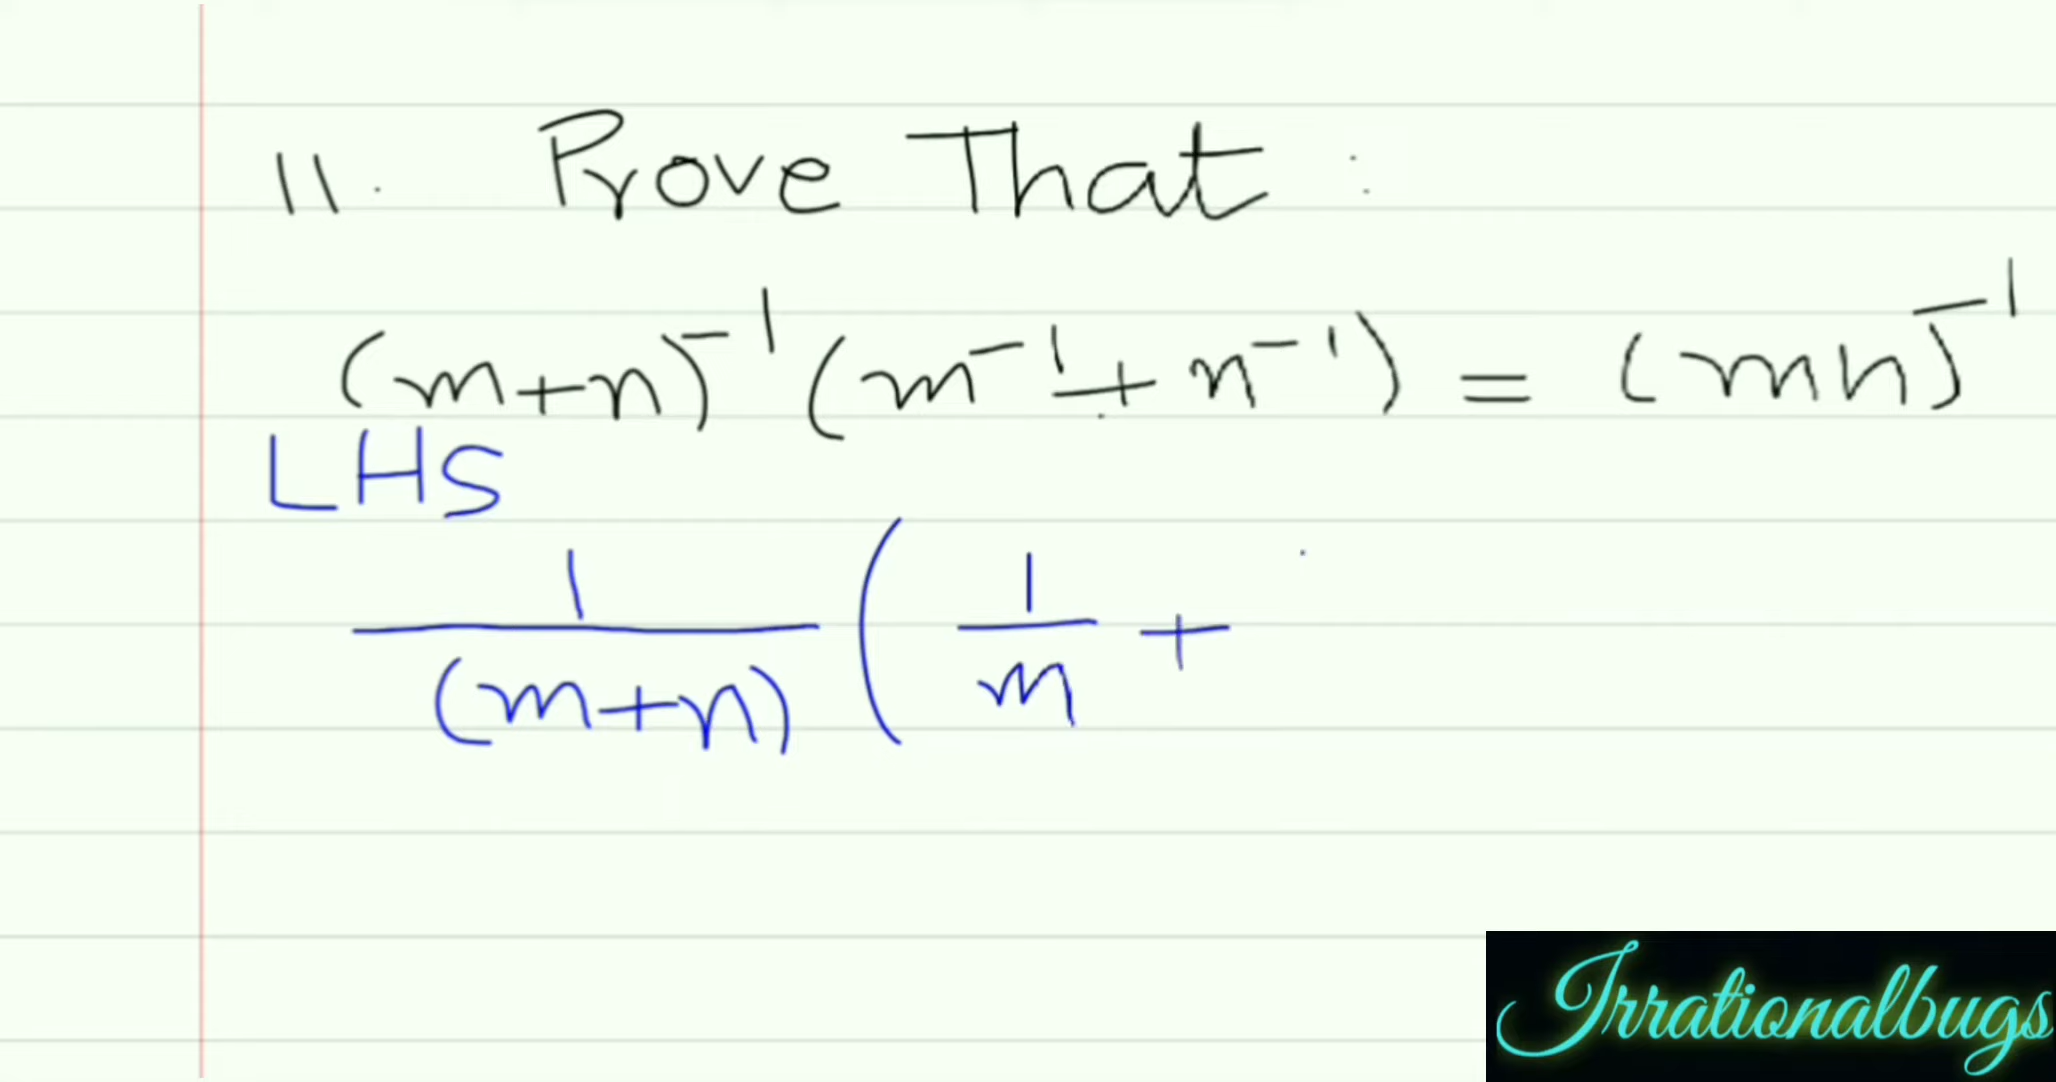 11. Prove That :
(m+n)⁻¹ (m⁻¹ + n⁻¹) = (mn)⁻¹
LHS
1/(m+n) ( 1/m +
Irrationalbugs